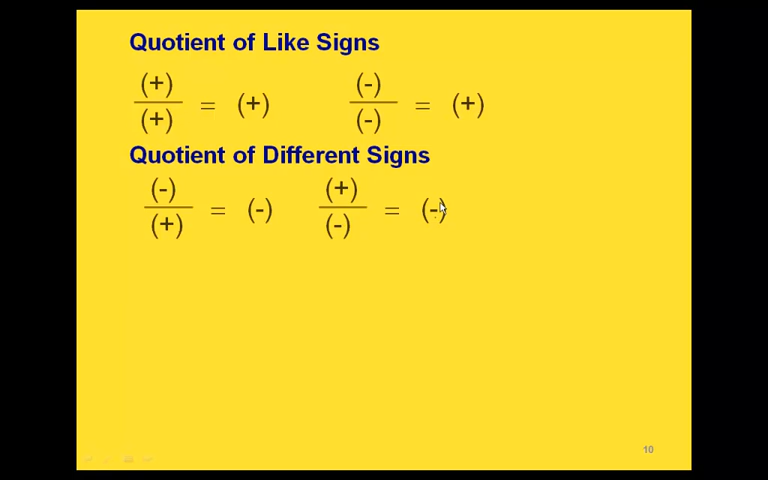 Quotient of Like Signs
(+)/(+) = (+) (-)/(-) = (+)
Quotient of Different Signs
(-)/(+) = (-) (+)/(-) = (-)
10